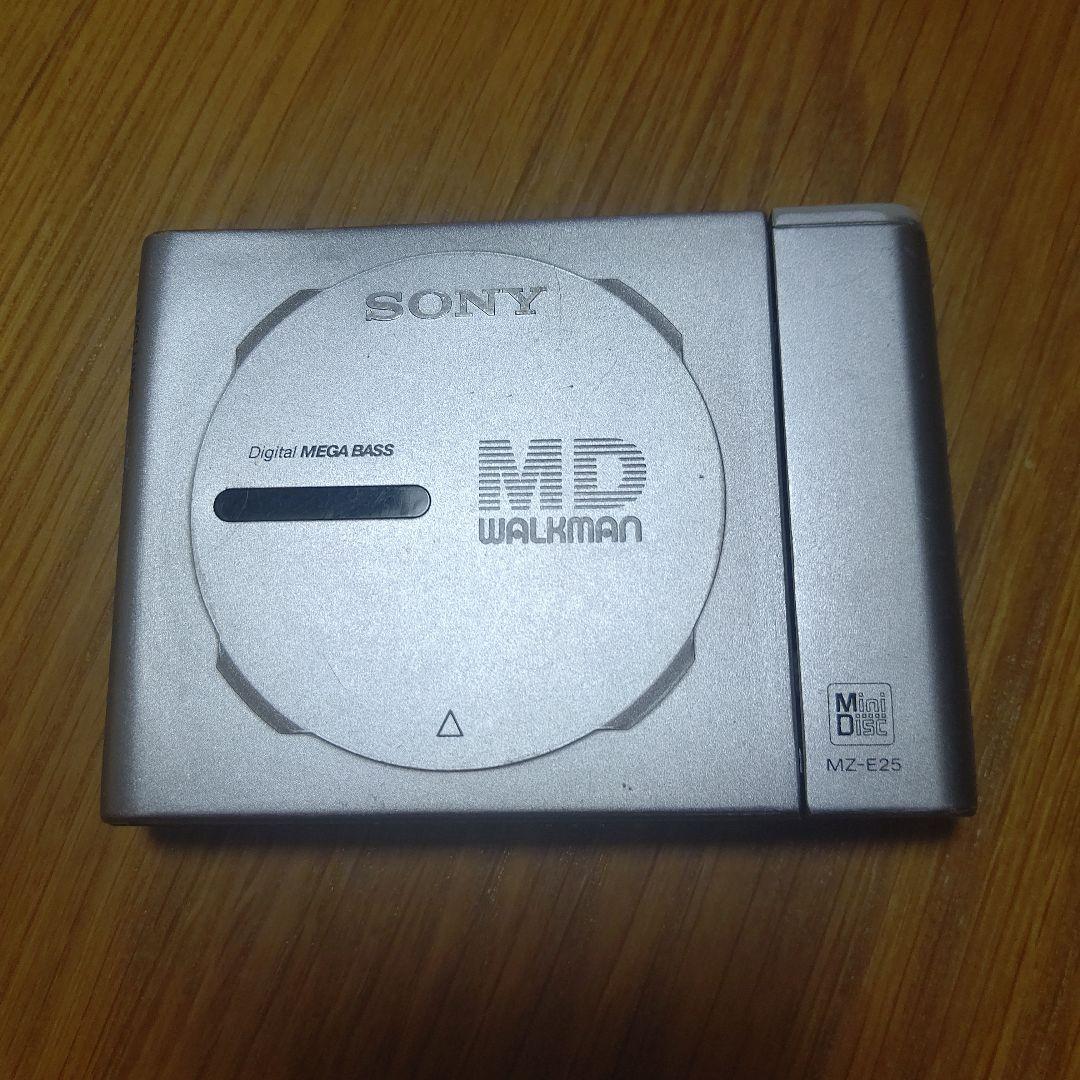 SONY
Digital MEGA BASS
MD
WALKMAN
Mini
Disc
MZ-E25